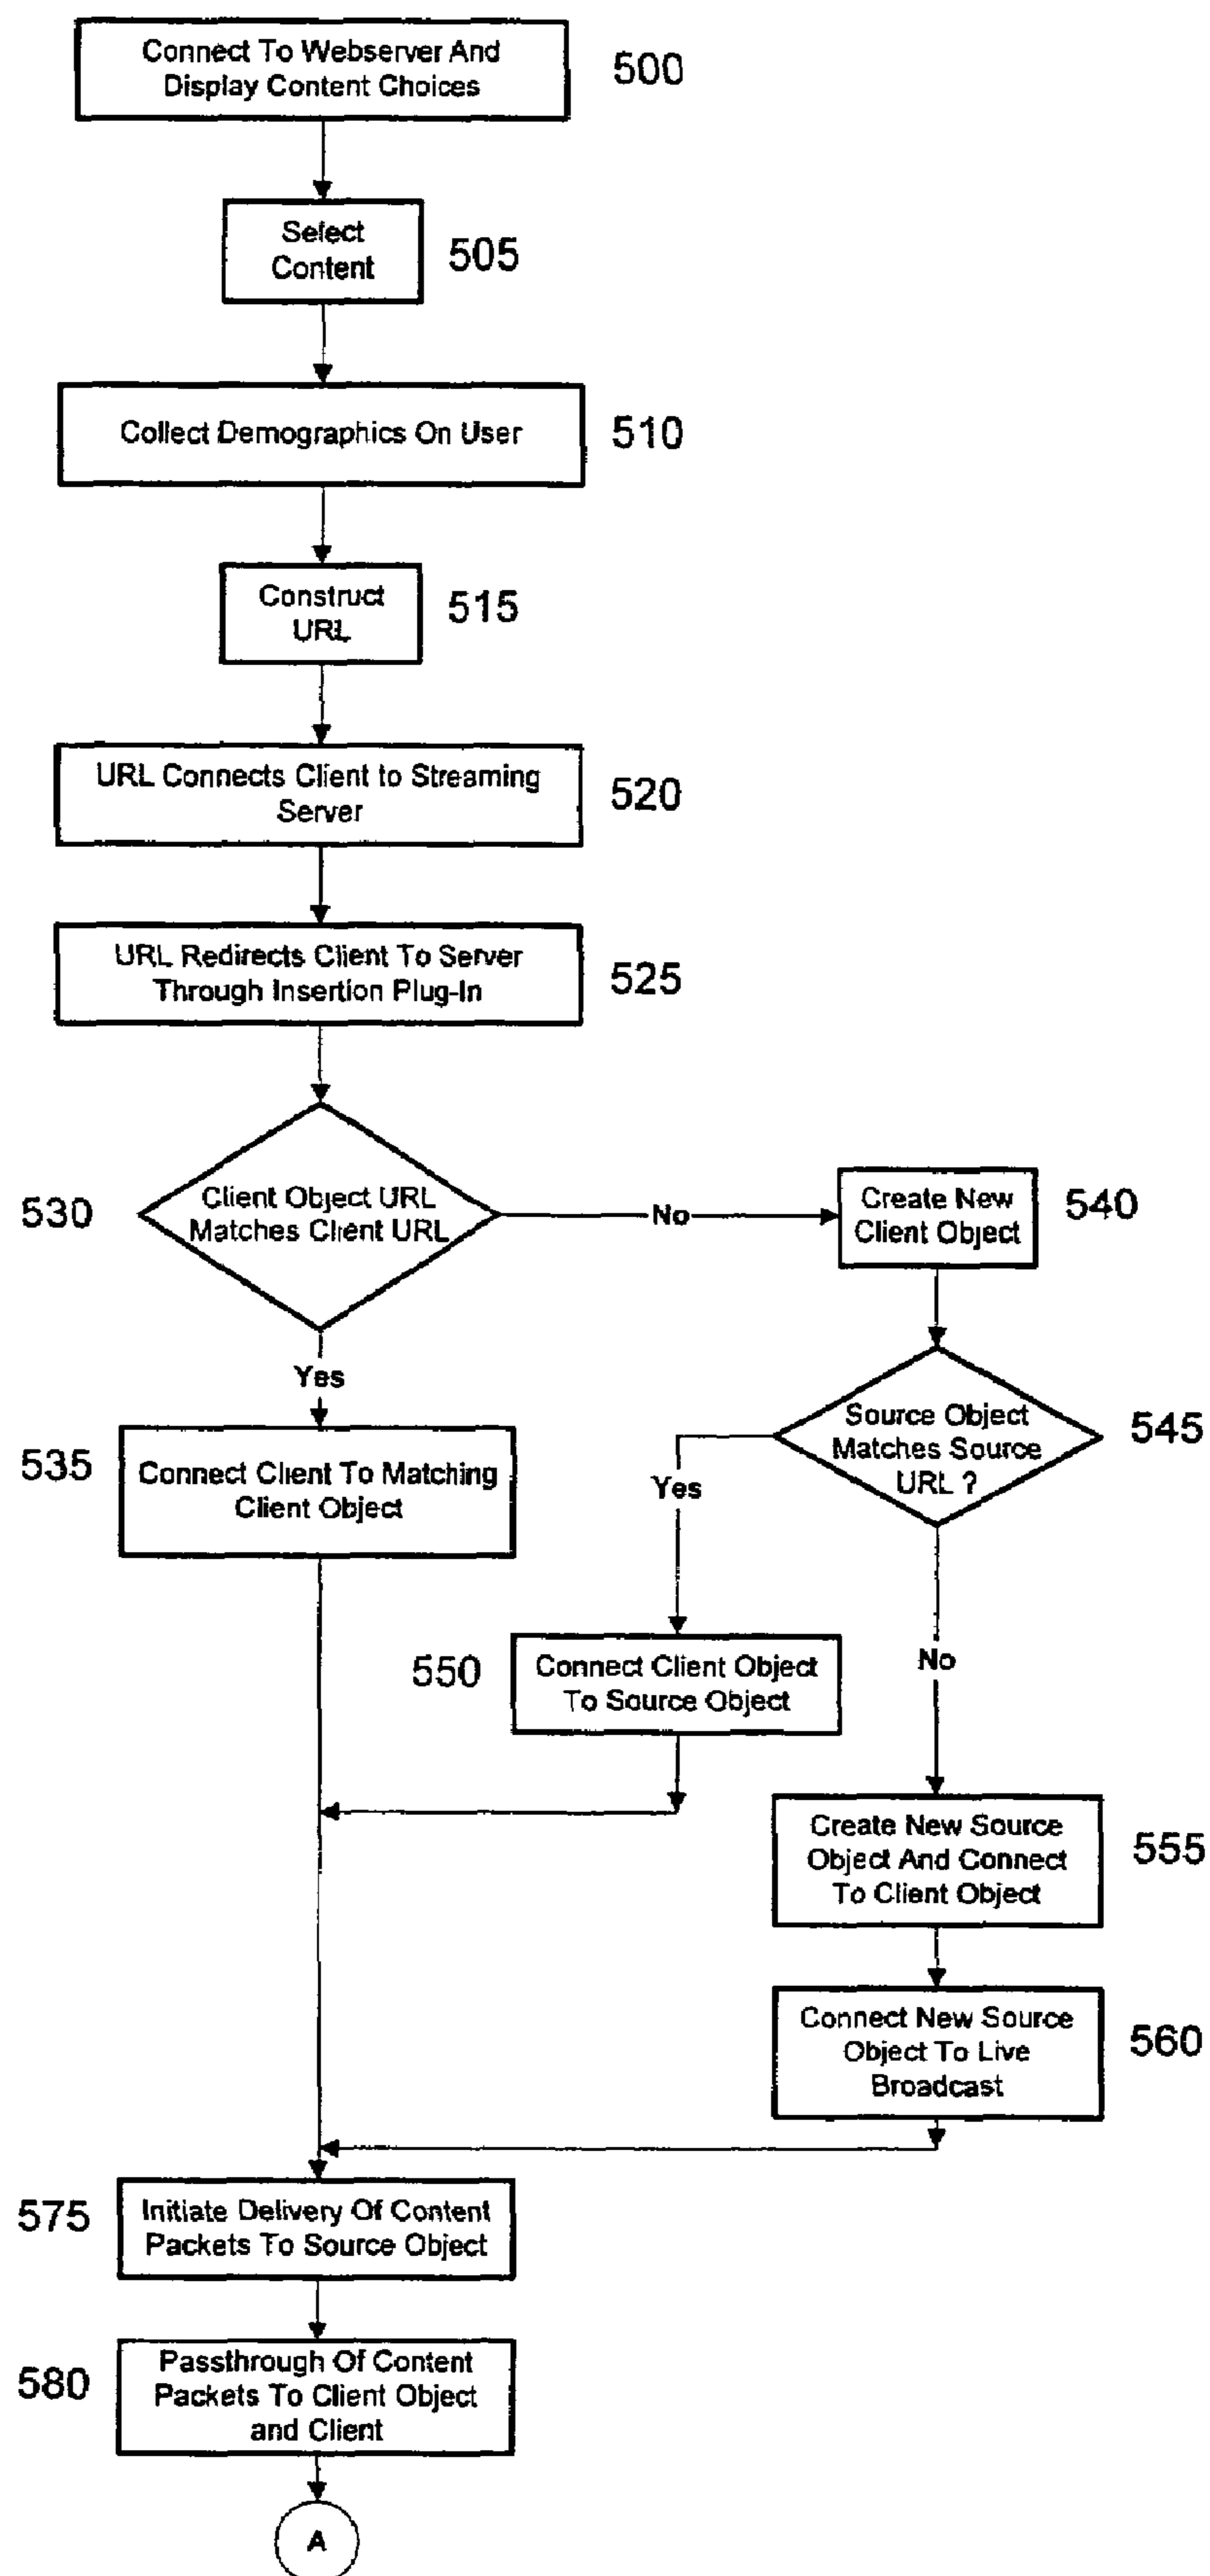 Connect To Webserver And
Display Content Choices
500
Select
Content
505
Collect Demographics On User
510
Construct
URL
515
URL Connects Client to Streaming
Server
520
URL Redirects Client To Server
Through Insertion Plug-In
525
530
Client Object URL
Matches Client URL
No
Create New
Client Object
540
Yes
535
Connect Client To Matching
Client Object
Source Object
Matches Source
URL ?
545
Yes
550
Connect Client Object
To Source Object
No
Create New Source
Object And Connect
To Client Object
555
Connect New Source
Object To Live
Broadcast
560
575
Initiate Delivery Of Content
Packets To Source Object
580
Passthrough Of Content
Packets To Client Object
and Client
A